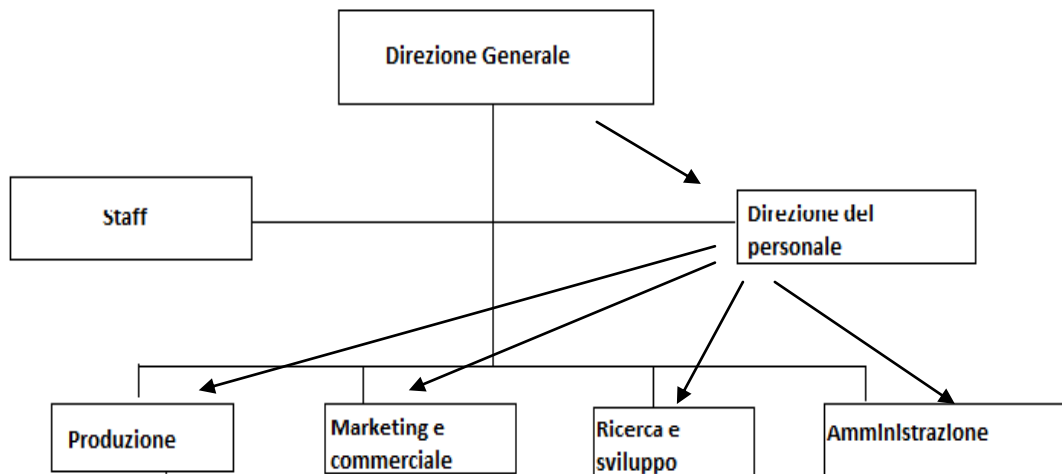 Direzione Generale
Staff
Direzione del
personale
Produzione
Marketing e
commerciale
Ricerca e
sviluppo
Amministrazione